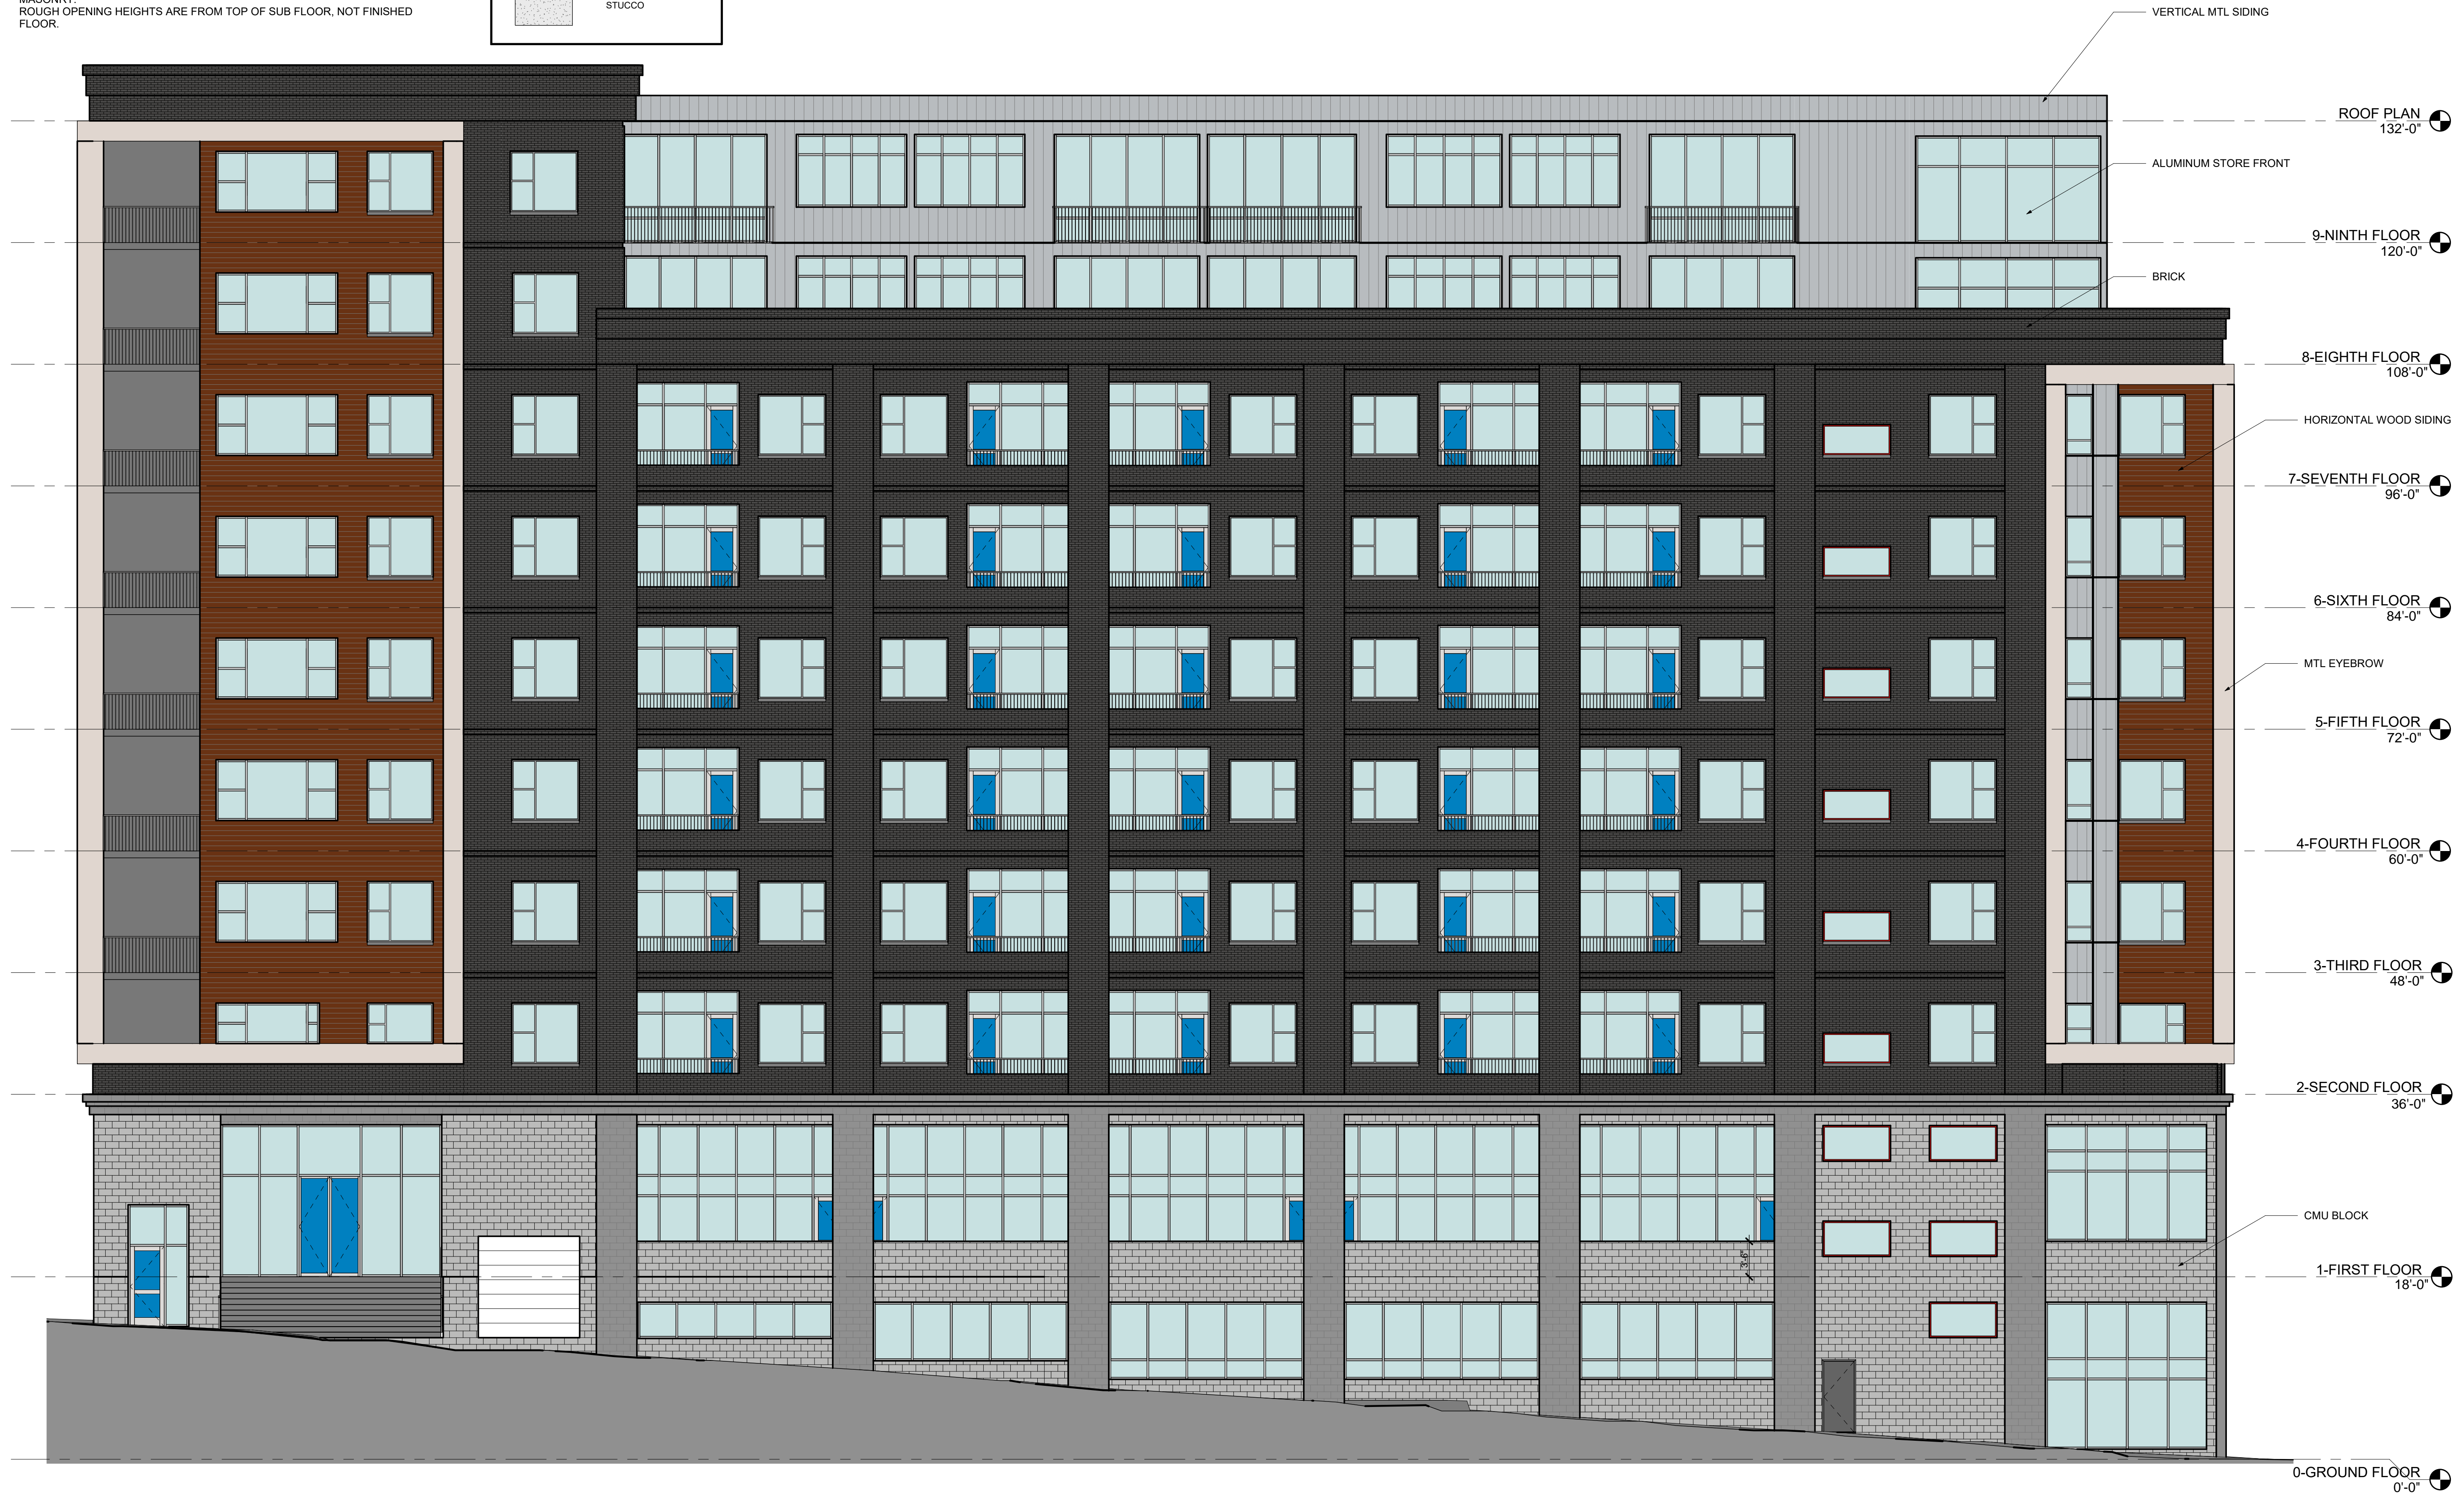 MASONRY.
ROUGH OPENING HEIGHTS ARE FROM TOP OF SUB FLOOR, NOT FINISHED
FLOOR.
STUCCO
VERTICAL MTL SIDING
ROOF PLAN
132'-0"
ALUMINUM STORE FRONT
9-NINTH FLOOR
120'-0"
BRICK
8-EIGHTH FLOOR
108'-0"
HORIZONTAL WOOD SIDING
7-SEVENTH FLOOR
96'-0"
6-SIXTH FLOOR
84'-0"
MTL EYEBROW
5-FIFTH FLOOR
72'-0"
4-FOURTH FLOOR
60'-0"
3-THIRD FLOOR
48'-0"
2-SECOND FLOOR
36'-0"
CMU BLOCK
3'-6"
1-FIRST FLOOR
18'-0"
0-GROUND FLOOR
0'-0"